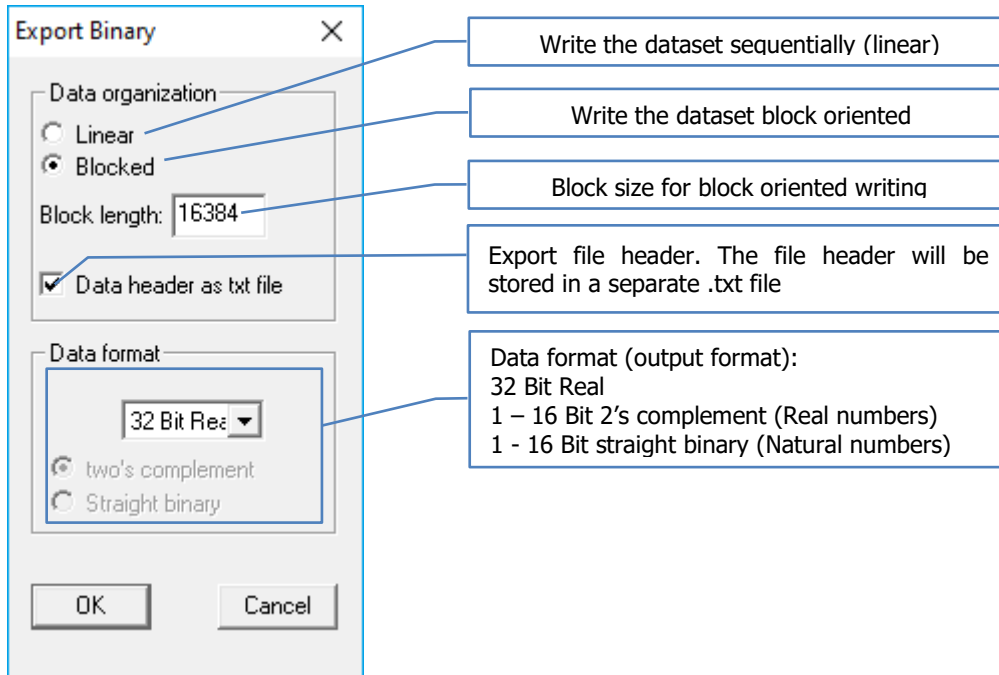 Export Binary
Write the dataset sequentially (linear)
Data organization
Linear
Write the dataset block oriented
Blocked
Block size for block oriented writing
Block length: 16384
Export file header. The file header will be
stored in a separate .txt file
Data header as txt file
Data format
Data format (output format):
32 Bit Real
1 – 16 Bit 2’s complement (Real numbers)
1 - 16 Bit straight binary (Natural numbers)
32 Bit Rea
two's complement
Straight binary
OK
Cancel